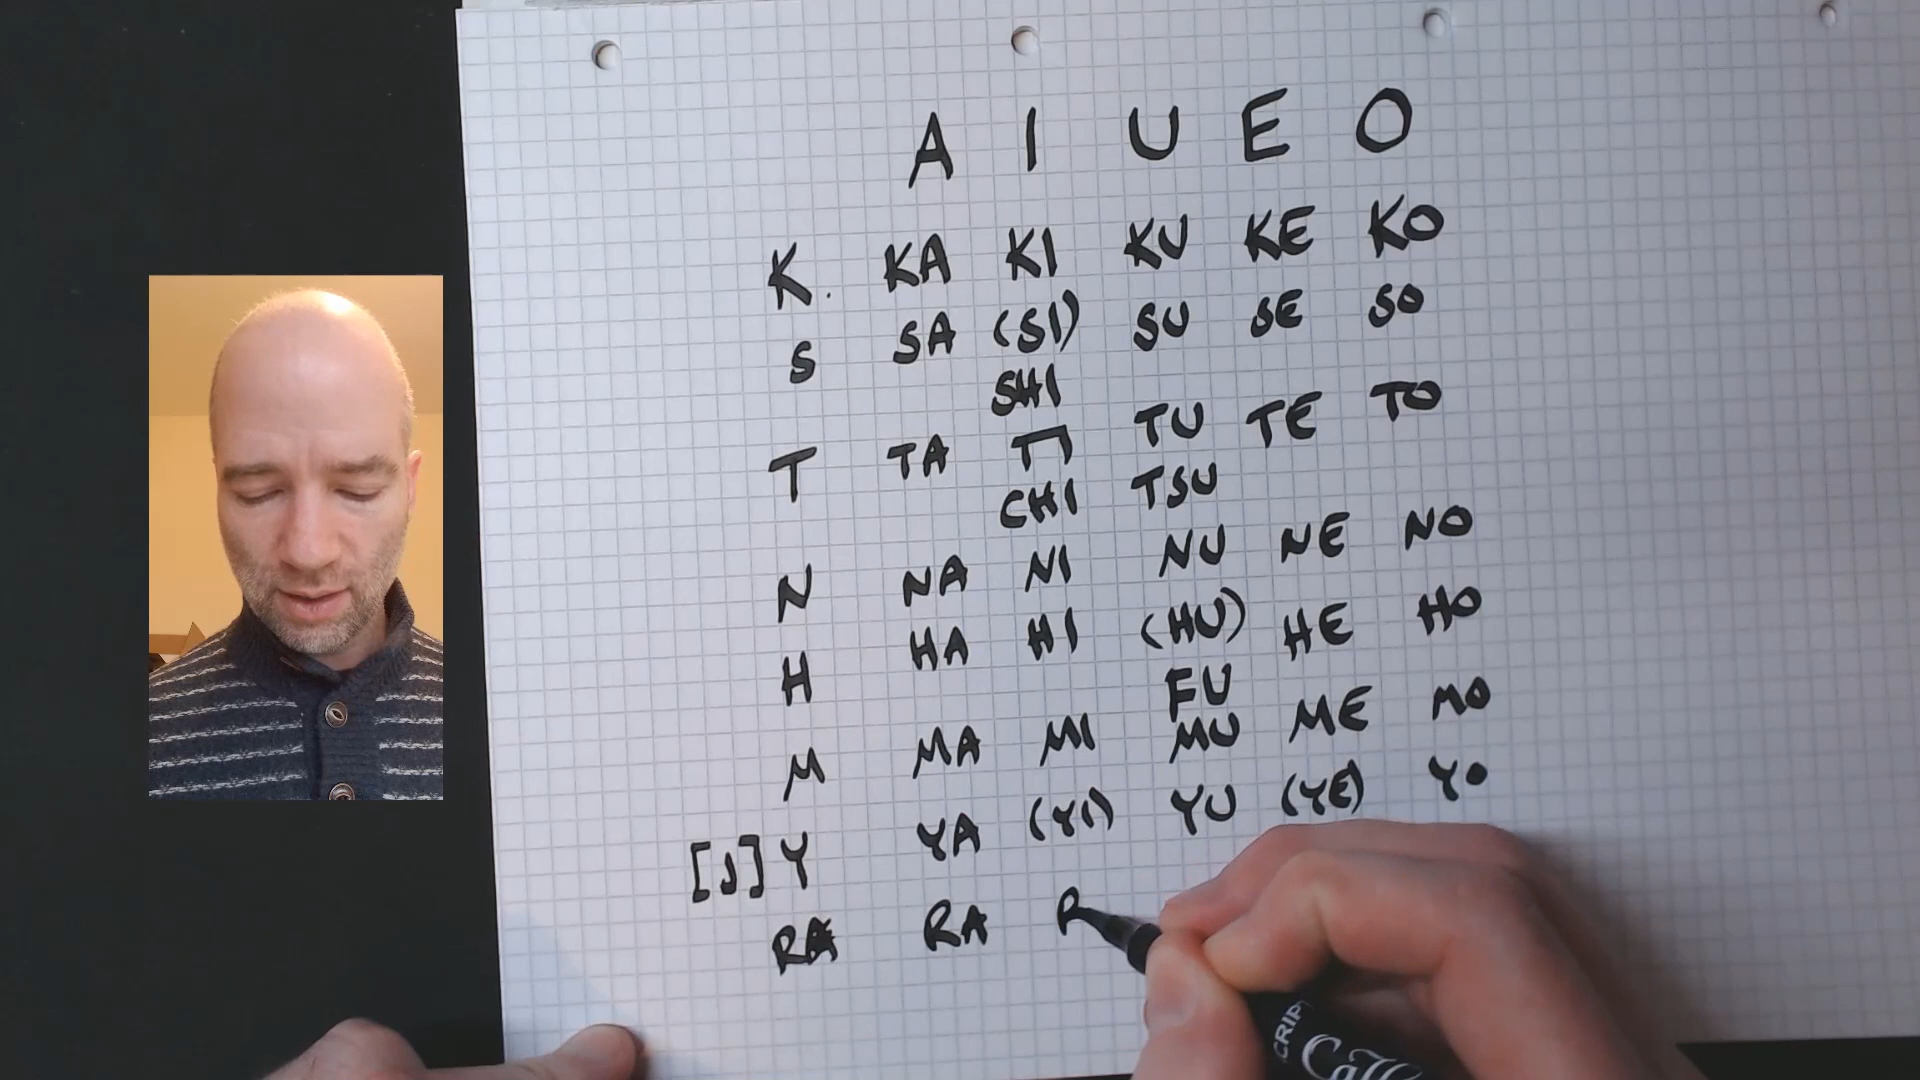 A I U E O
K. KA KI KU KE KO
S SA (SI) SU SE SO
SHI
T TA TI TU TE TO
CHI TSU
N NA NI NU NE NO
H HA HI (HU) HE HO
FU
M MA MI MU ME MO
[J] Y YA (YI) YU (YE) YO
RA RA R
SCRIPT